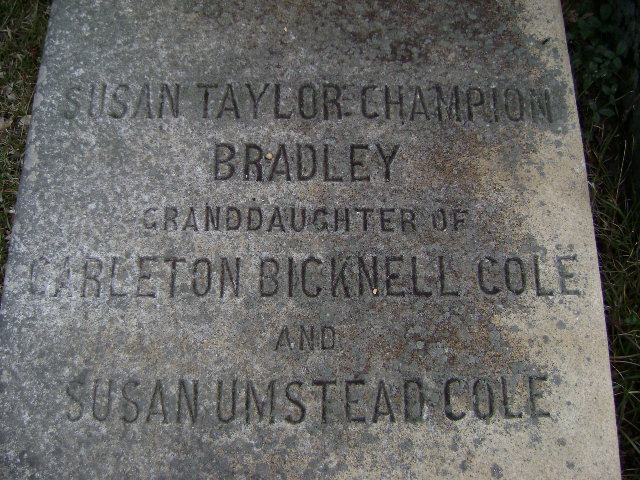 SUSAN TAYLOR CHAMPION
BRADLEY
GRANDDAUGHTER OF
CARLETON BICKNELL COLE
AND
SUSAN UMSTEAD COLE